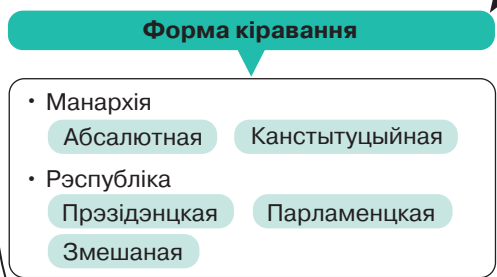 Форма кіравання
· Манархія
Абсалютная Канстытуцыйная
· Рэспубліка
Прэзідэнцкая Парламенцкая
Змешаная